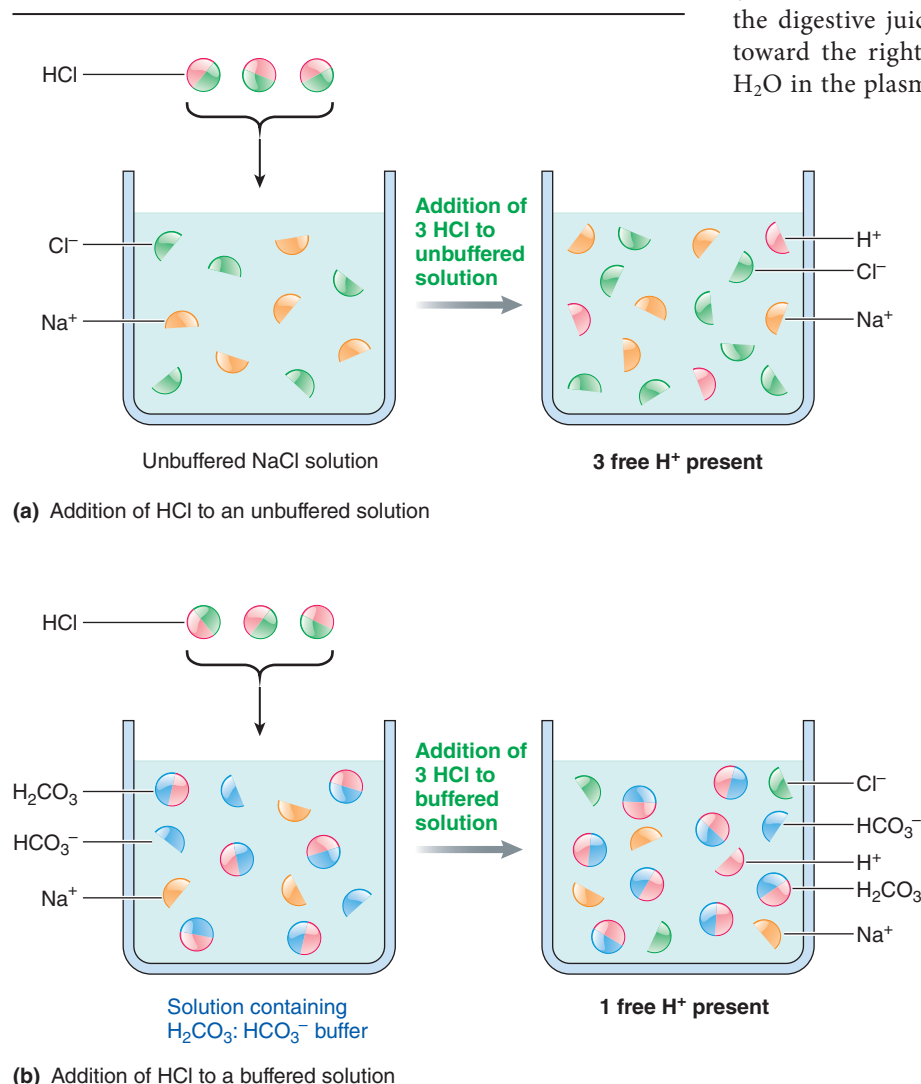 the digestive juic
toward the right
H₂O in the plasm
HCl
Cl⁻
Na⁺
Addition of
3 HCl to
unbuffered
solution
H⁺
Cl⁻
Na⁺
Unbuffered NaCl solution
3 free H⁺ present
(a) Addition of HCl to an unbuffered solution
HCl
H₂CO₃
HCO₃⁻
Na⁺
Addition of
3 HCl to
buffered
solution
Cl⁻
HCO₃⁻
H⁺
H₂CO₃
Na⁺
Solution containing
H₂CO₃: HCO₃⁻ buffer
1 free H⁺ present
(b) Addition of HCl to a buffered solution